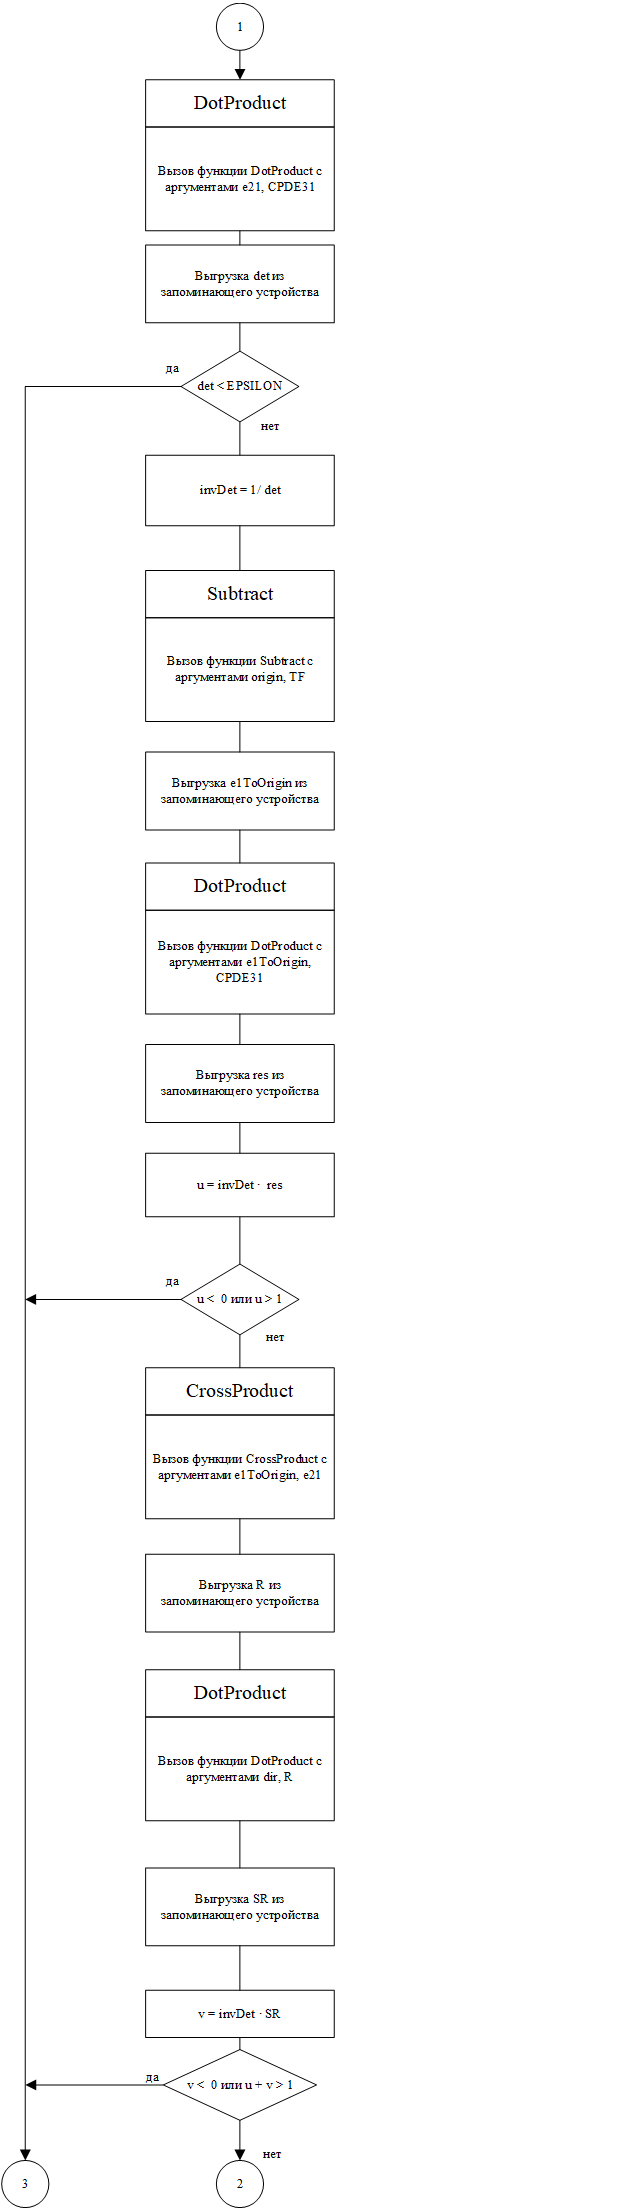 1
DotProduct
Вызов функции DotProduct с
аргументами e21, CPDE31
Выгрузка det из
запоминающего устройства
да
det < EPSILON
нет
invDet = 1/ det
Subtract
Вызов функции Subtract с
аргументами origin, TF
Выгрузка e1ToOrigin из
запоминающего устройства
DotProduct
Вызов функции DotProduct с
аргументами e1ToOrigin,
CPDE31
Выгрузка res из
запоминающего устройства
u = invDet · res
да
u < 0 или u > 1
нет
CrossProduct
Вызов функции CrossProduct с
аргументами e1ToOrigin, e21
Выгрузка R из
запоминающего устройства
DotProduct
Вызов функции DotProduct с
аргументами dir, R
Выгрузка SR из
запоминающего устройства
v = invDet · SR
да
v < 0 или u + v > 1
нет
3
2